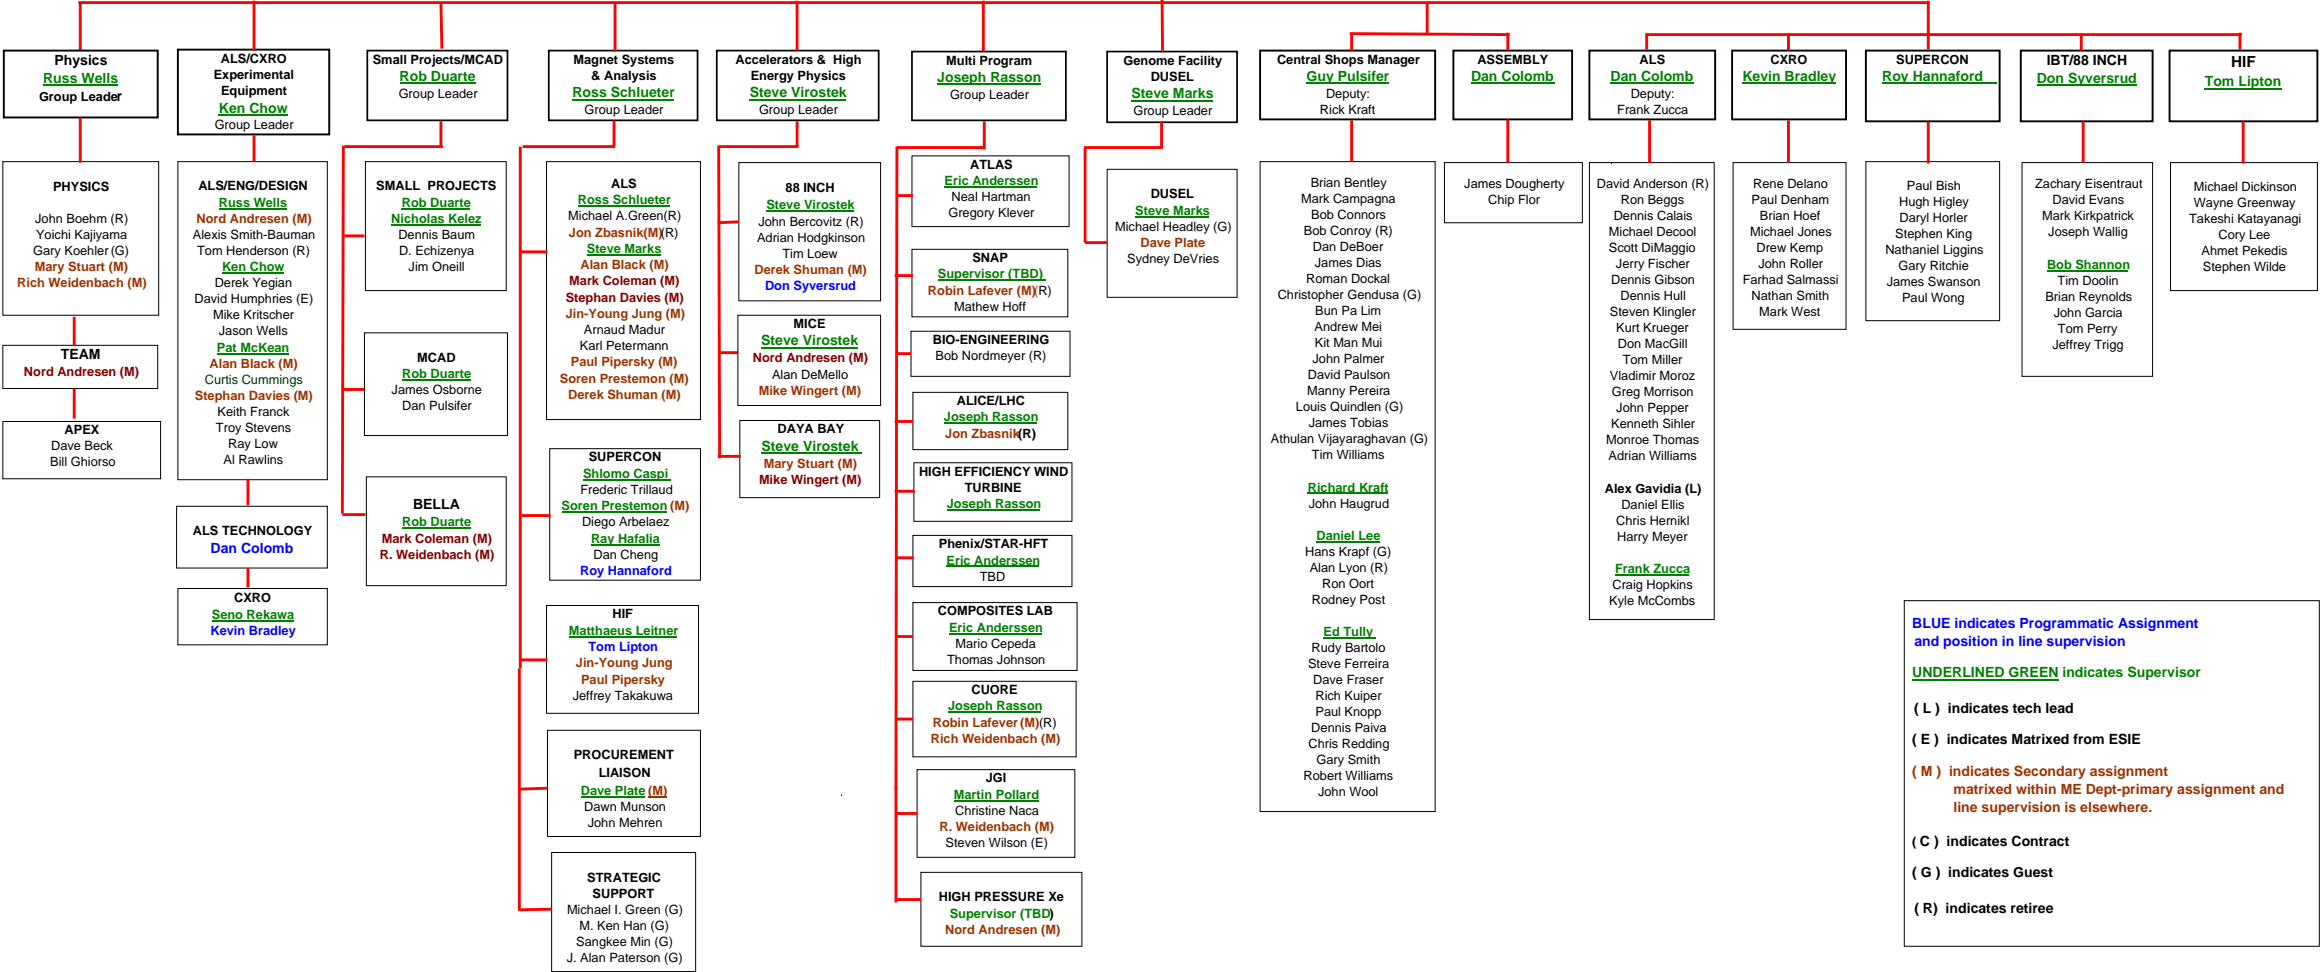 Physics
Russ Wells
Group Leader
PHYSICS
John Boehm (R)
Yoichi Kajiyama
Gary Koehler (G)
Mary Stuart (M)
Rich Weidenbach (M)
TEAM
Nord Andresen (M)
APEX
Dave Beck
Bill Ghiorso
ALS/CXRO
Experimental
Equipment
Ken Chow
Group Leader
ALS/ENG/DESIGN
Russ Wells
Nord Andresen (M)
Alexis Smith-Bauman
Tom Henderson (R)
Ken Chow
Derek Yegian
David Humphries (E)
Mike Kritscher
Jason Wells
Pat McKean
Alan Black (M)
Curtis Cummings
Stephan Davies (M)
Keith Franck
Troy Stevens
Ray Low
Al Rawlins
ALS TECHNOLOGY
Dan Colomb
CXRO
Seno Rekawa
Kevin Bradley
Small Projects/MCAD
Rob Duarte
Group Leader
SMALL PROJECTS
Rob Duarte
Nicholas Kelez
Dennis Baum
D. Echizenya
Jim Oneill
MCAD
Rob Duarte
James Osborne
Dan Pulsifer
BELLA
Rob Duarte
Mark Coleman (M)
R. Weidenbach (M)
Magnet Systems
& Analysis
Ross Schlueter
Group Leader
ALS
Ross Schlueter
Michael A.Green(R)
Jon Zbasnik(M)(R)
Steve Marks
Alan Black (M)
Mark Coleman (M)
Stephan Davies (M)
Jin-Young Jung (M)
Arnaud Madur
Karl Petermann
Paul Pipersky (M)
Soren Prestemon (M)
Derek Shuman (M)
SUPERCON
Shlomo Caspi
Frederic Trillaud
Soren Prestemon (M)
Diego Arbelaez
Ray Hafalia
Dan Cheng
Roy Hannaford
HIF
Matthaeus Leitner
Tom Lipton
Jin-Young Jung
Paul Pipersky
Jeffrey Takakuwa
PROCUREMENT
LIAISON
Dave Plate (M)
Dawn Munson
John Mehren
STRATEGIC
SUPPORT
Michael I. Green (G)
M. Ken Han (G)
Sangkee Min (G)
J. Alan Paterson (G)
Accelerators & High
Energy Physics
Steve Virostek
Group Leader
88 INCH
Steve Virostek
John Bercovitz (R)
Adrian Hodgkinson
Tim Loew
Derek Shuman (M)
Don Syversrud
MICE
Steve Virostek
Nord Andresen (M)
Alan DeMello
Mike Wingert (M)
DAYA BAY
Steve Virostek
Mary Stuart (M)
Mike Wingert (M)
Multi Program
Joseph Rasson
Group Leader
ATLAS
Eric Anderssen
Neal Hartman
Gregory Klever
SNAP
Supervisor (TBD)
Robin Lafever (M)(R)
Mathew Hoff
BIO-ENGINEERING
Bob Nordmeyer (R)
ALICE/LHC
Joseph Rasson
Jon Zbasnik(R)
HIGH EFFICIENCY WIND
TURBINE
Joseph Rasson
Phenix/STAR-HFT
Eric Anderssen
TBD
COMPOSITES LAB
Eric Anderssen
Mario Cepeda
Thomas Johnson
CUORE
Joseph Rasson
Robin Lafever (M)(R)
Rich Weidenbach (M)
JGI
Martin Pollard
Christine Naca
R. Weidenbach (M)
Steven Wilson (E)
HIGH PRESSURE Xe
Supervisor (TBD)
Nord Andresen (M)
Genome Facility
DUSEL
Steve Marks
Group Leader
DUSEL
Steve Marks
Michael Headley (G)
Dave Plate
Sydney DeVries
Central Shops Manager
Guy Pulsifer
Deputy:
Rick Kraft
Brian Bentley
Mark Campagna
Bob Connors
Bob Conroy (R)
Dan DeBoer
James Dias
Roman Dockal
Christopher Gendusa (G)
Bun Pa Lim
Andrew Mei
Kit Man Mui
John Palmer
David Paulson
Manny Pereira
Louis Quindlen (G)
James Tobias
Athulan Vijayaraghavan (G)
Tim Williams
Richard Kraft
John Haugrud
Daniel Lee
Hans Krapf (G)
Alan Lyon (R)
Ron Oort
Rodney Post
Ed Tully
Rudy Bartolo
Steve Ferreira
Dave Fraser
Rich Kuiper
Paul Knopp
Dennis Paiva
Chris Redding
Gary Smith
Robert Williams
John Wool
ASSEMBLY
Dan Colomb
James Dougherty
Chip Flor
ALS
Dan Colomb
Deputy:
Frank Zucca
David Anderson (R)
Ron Beggs
Dennis Calais
Michael Decool
Scott DiMaggio
Jerry Fischer
Dennis Gibson
Dennis Hull
Steven Klingler
Kurt Krueger
Don MacGill
Tom Miller
Vladimir Moroz
Greg Morrison
John Pepper
Kenneth Sihler
Monroe Thomas
Adrian Williams
Alex Gavidia (L)
Daniel Ellis
Chris Hernikl
Harry Meyer
Frank Zucca
Craig Hopkins
Kyle McCombs
CXRO
Kevin Bradley
Rene Delano
Paul Denham
Brian Hoef
Michael Jones
Drew Kemp
John Roller
Farhad Salmassi
Nathan Smith
Mark West
SUPERCON
Roy Hannaford
Paul Bish
Hugh Higley
Daryl Horler
Stephen King
Nathaniel Liggins
Gary Ritchie
James Swanson
Paul Wong
IBT/88 INCH
Don Syversrud
Zachary Eisentraut
David Evans
Mark Kirkpatrick
Joseph Wallig
Bob Shannon
Tim Doolin
Brian Reynolds
John Garcia
Tom Perry
Jeffrey Trigg
HIF
Tom Lipton
Michael Dickinson
Wayne Greenway
Takeshi Katayanagi
Cory Lee
Ahmet Pekedis
Stephen Wilde
BLUE indicates Programmatic Assignment
and position in line supervision
UNDERLINED GREEN indicates Supervisor
( L ) indicates tech lead
( E ) indicates Matrixed from ESIE
( M ) indicates Secondary assignment
matrixed within ME Dept-primary assignment and
line supervision is elsewhere.
( C ) indicates Contract
( G ) indicates Guest
( R) indicates retiree